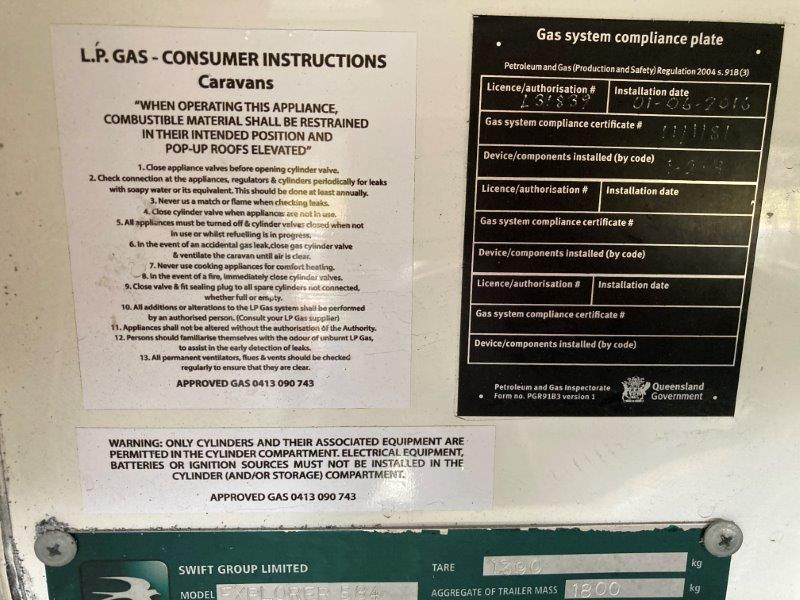 L.P. GAS - CONSUMER INSTRUCTIONS
Caravans
"WHEN OPERATING THIS APPLIANCE,
COMBUSTIBLE MATERIAL SHALL BE RESTRAINED
IN THEIR INTENDED POSITION AND
POP-UP ROOFS ELEVATED"
1. Close appliance valves before opening cylinder valve.
2. Check connection at the appliances, regulators & cylinders periodically for leaks
with soapy water or its equivalent. This should be done at least annually.
3. Never us a match or flame when checking leaks.
4. Close cylinder valve when appliances are not in use.
5. All appliances must be turned off & cylinder valves closed when not
in use or whilst refuelling is in progress.
6. In the event of an accidental gas leak,close gas cylinder valve
& ventilate the caravan until air is clear.
7. Never use cooking appliances for comfort heating.
8. In the event of a fire, immediately close cylinder valves.
9. Close valve & fit sealing plug to all spare cylinders not connected,
whether full or empty.
10. All additions or alterations to the LP Gas system shall be performed
by an authorised person. (Consult your LP Gas supplier)
11. Appliances shall not be altered without the authorisation of the Authority.
12. Persons should familiarise themselves with the odour of unburnt LP Gas,
to assist in the early detection of leaks.
13. All permanent ventilators, flues & vents should be checked
regularly to ensure that they are clear.
APPROVED GAS 0413 090 743
WARNING: ONLY CYLINDERS AND THEIR ASSOCIATED EQUIPMENT ARE
PERMITTED IN THE CYLINDER COMPARTMENT. ELECTRICAL EQUIPMENT,
BATTERIES OR IGNITION SOURCES MUST NOT BE INSTALLED IN THE
CYLINDER (AND/OR STORAGE) COMPARTMENT.
APPROVED GAS 0413 090 743
Gas system compliance plate
Petroleum and Gas (Production and Safety) Regulation 2004 s.91B (3)
Licence/authorisation # Installation date
01-06-2016
Gas system compliance certificate #
Device/components installed (by code)
Licence/authorisation # Installation date
Gas system compliance certificate #
Device/components installed (by code)
Licence/authorisation # Installation date
Gas system compliance certificate #
Device/components installed (by code)
Petroleum and Gas Inspectorate
Form no. PGR91B3 version 1
Queensland
Government
SWIFT GROUP LIMITED TARE kg
MODEL EXPLORER AGGREGATE OF TRAILER MASS 1800 kg